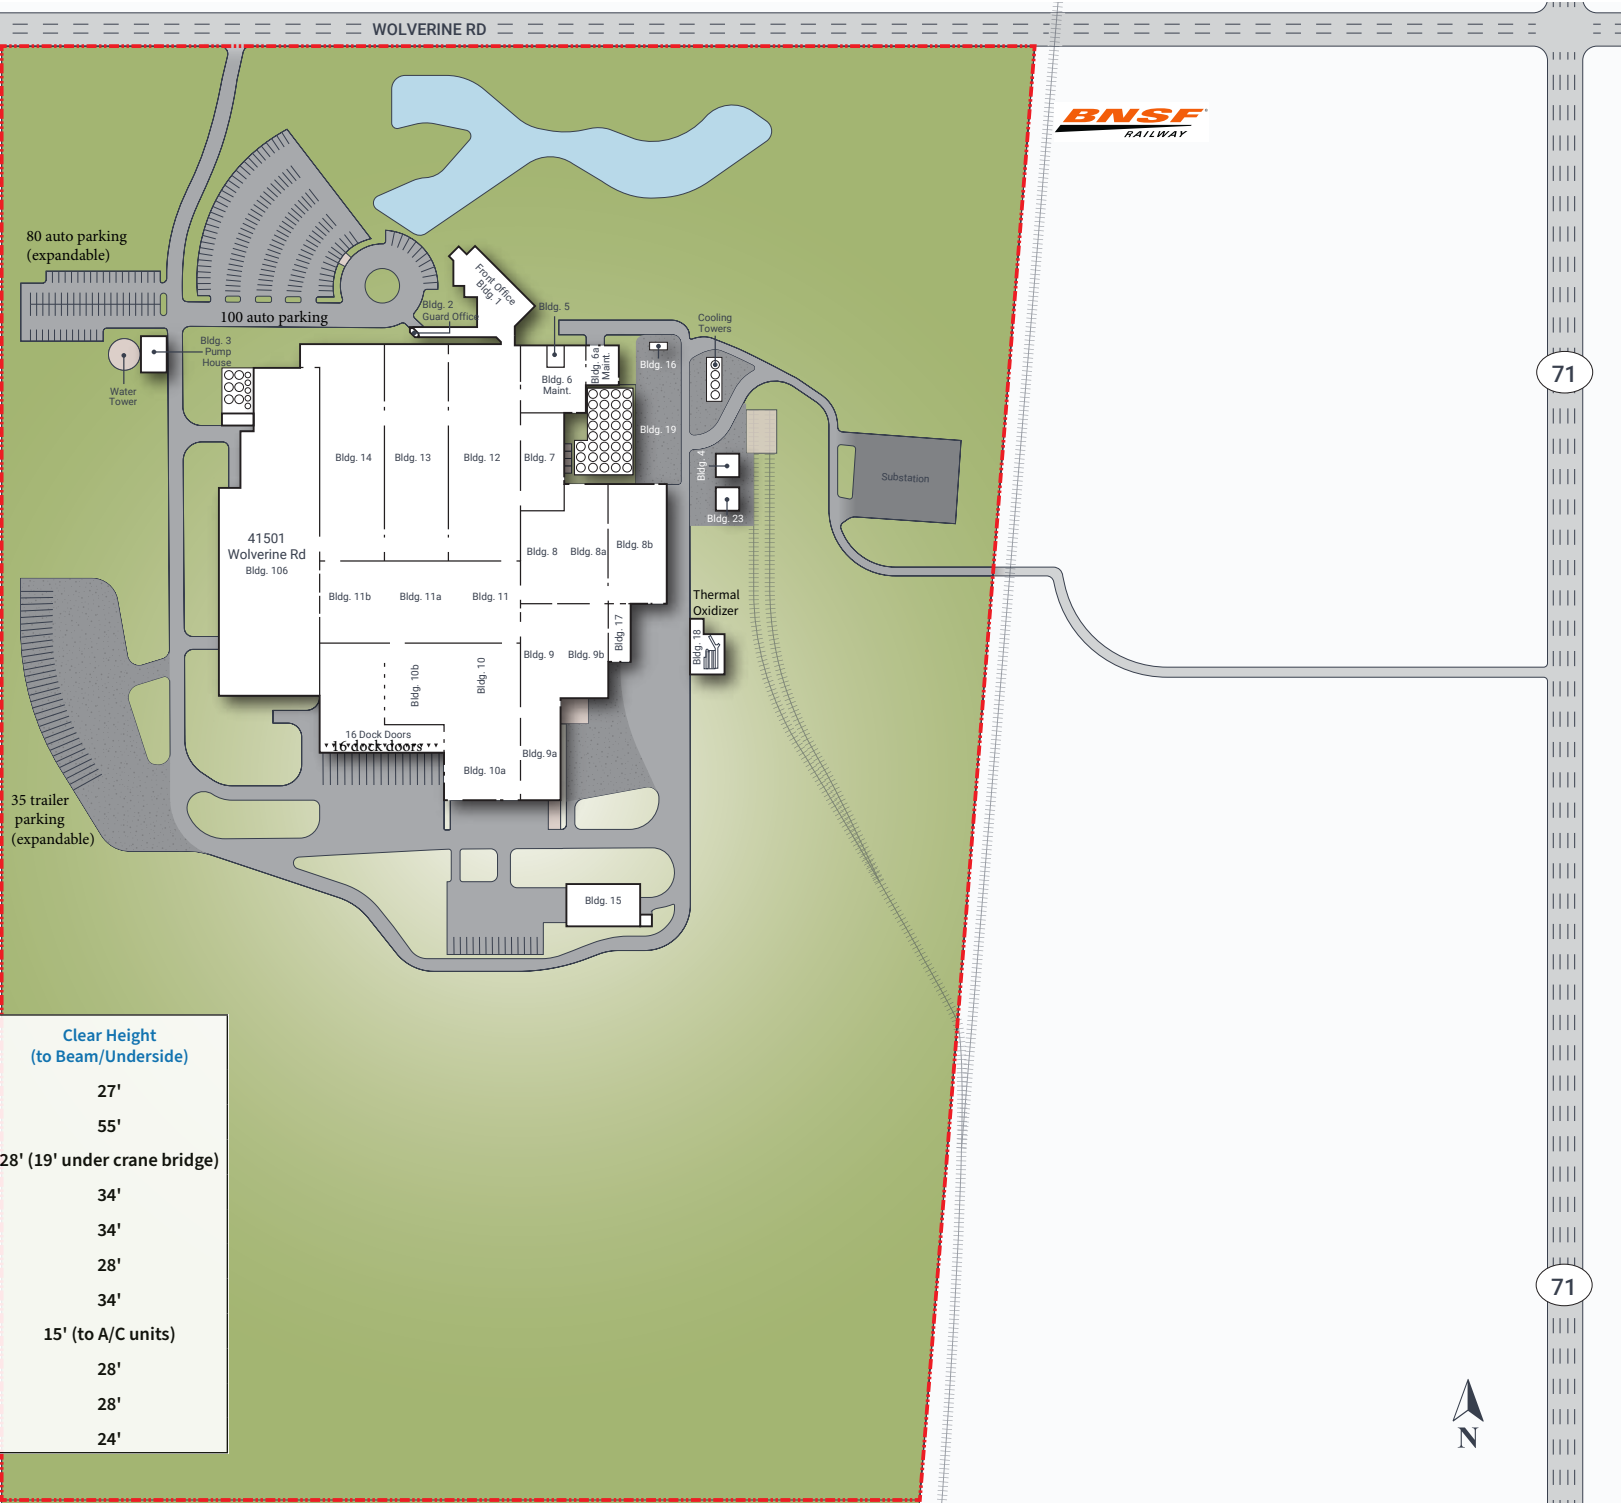 WOLVERINE RD
BNSF
RAILWAY
80 auto parking
(expandable)
Front Office
Bldg. 1
Bldg. 2
Guard Office
Bldg. 5
100 auto parking
Cooling
Towers
Bldg. 3
Pump
House
Bldg. 6a
Maint.
Bldg. 16
71
Water
Tower
Bldg. 6
Maint.
Bldg. 19
Bldg. 14
Bldg. 13
Bldg. 12
Bldg. 7
Bldg. 4
Substation
Bldg. 23
41501
Wolverine Rd
Bldg. 106
Bldg. 8
Bldg. 8a
Bldg. 8b
Bldg. 11b
Bldg. 11a
Bldg. 11
Thermal
Oxidizer
Bldg. 17
Bldg. 18
Bldg. 9
Bldg. 9b
Bldg. 10b
Bldg. 10
16 Dock Doors
16 dock doors
Bldg.9a
Bldg. 10a
35 trailer
parking
(expandable)
Bldg. 15
Clear Height
(to Beam/Underside)
27'
55'
28' (19' under crane bridge)
34'
34'
28'
34'
15' (to A/C units)
28'
28'
24'
71
N